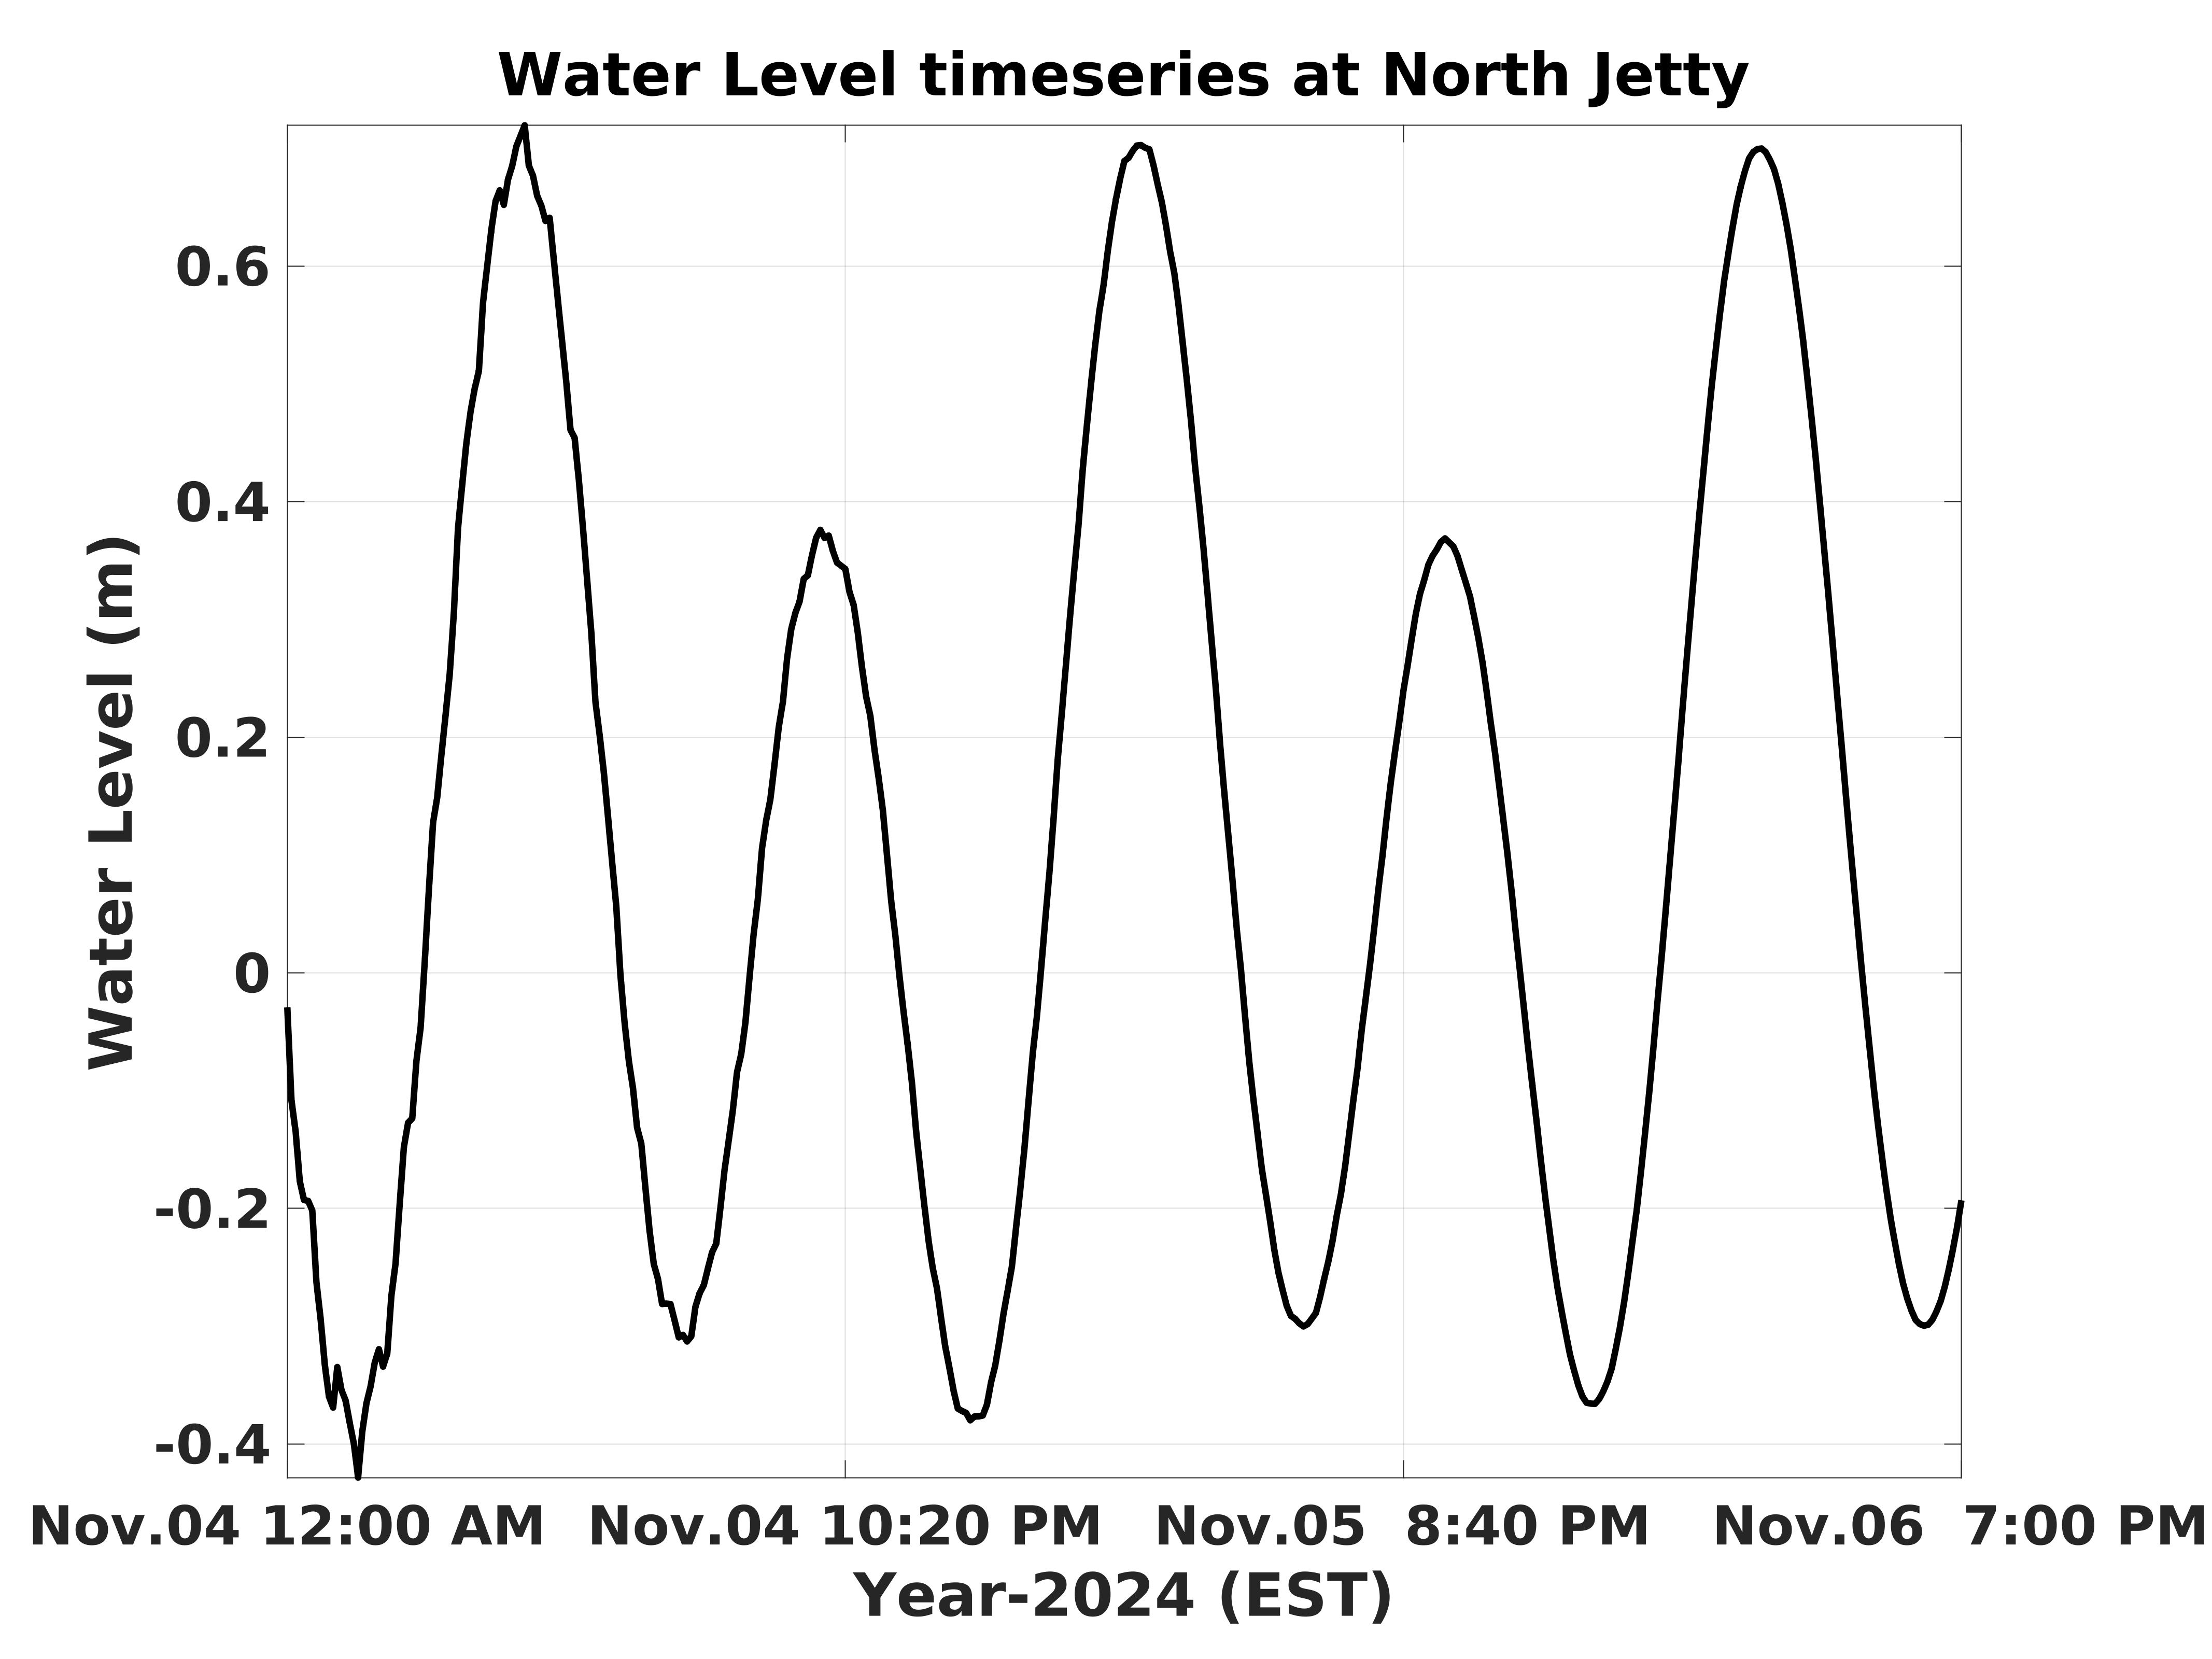 Water Level timeseries at North Jetty
Water Level (m)
0.6
0.4
0.2
0
-0.2
-0.4
Nov.04 12:00 AM Nov.04 10:20 PM Nov.05 8:40 PM Nov.06 7:00 PM
Year-2024 (EST)